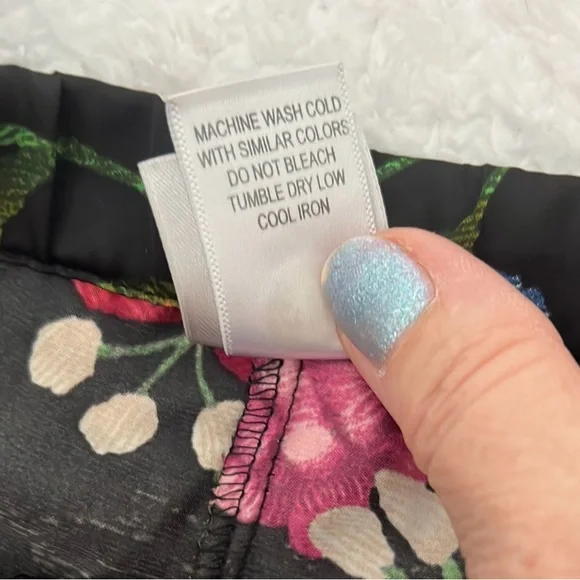 MACHINE WASH COLD
WITH SIMILAR COLORS
DO NOT BLEACH
TUMBLE DRY LOW
COOL IRON